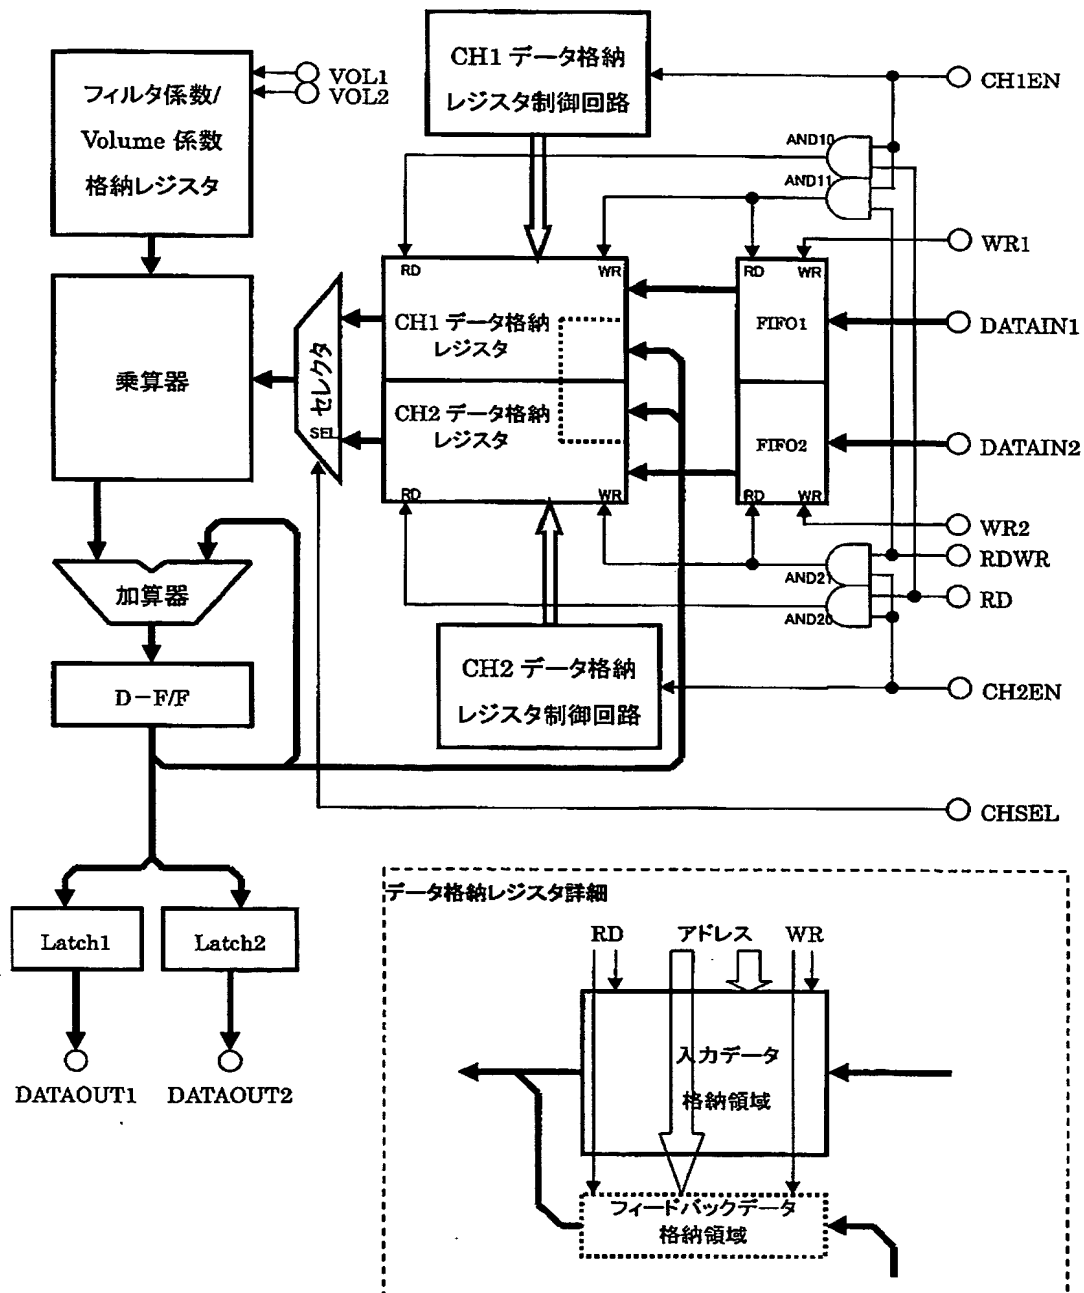 CH1 データ格納
レジスタ制御回路
フィルタ係数/
Volume 係数
格納レジスタ
VOL1
VOL2
CH1EN
AND10
AND11
WR1
RD
WR
RD
WR
CH1 データ格納
レジスタ
FIFO1
DATAIN1
乗算器
セレクタ
SEL
CH2 データ格納
レジスタ
FIFO2
DATAIN2
RD
WR
RD
WR
WR2
RDWR
AND21
RD
AND20
加算器
D－F/F
CH2 データ格納
レジスタ制御回路
CH2EN
CHSEL
Latch1
Latch2
DATAOUT1
DATAOUT2
データ格納レジスタ詳細
RD
アドレス
WR
入力データ
格納領域
フィードバックデータ
格納領域